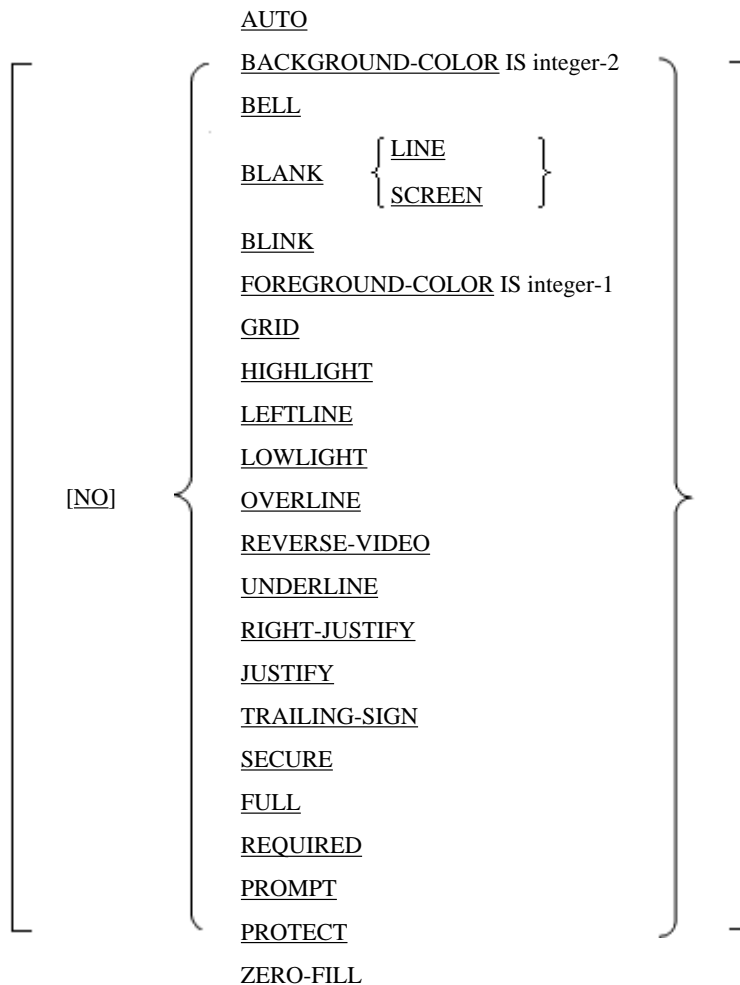 AUTO
BACKGROUND-COLOR IS integer-2
BELL
BLANK
LINE
SCREEN
BLINK
FOREGROUND-COLOR IS integer-1
GRID
HIGHLIGHT
LEFTLINE
LOWLIGHT
[NO] OVERLINE
REVERSE-VIDEO
UNDERLINE
RIGHT-JUSTIFY
JUSTIFY
TRAILING-SIGN
SECURE
FULL
REQUIRED
PROMPT
PROTECT
ZERO-FILL